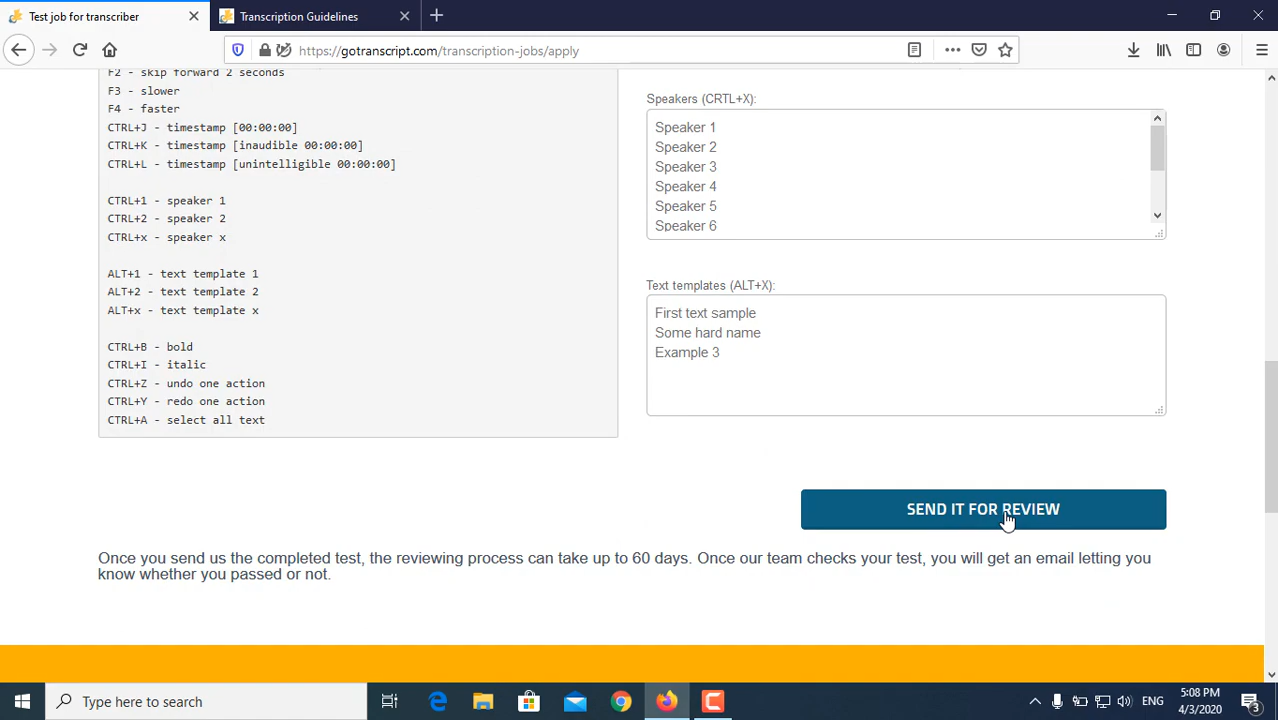 Test job for transcriber
Transcription Guidelines
https://gotranscript.com/transcription-jobs/apply
F2 - skip forward 2 seconds
F3 - slower
F4 - faster
CTRL+J - timestamp [00:00:00]
CTRL+K - timestamp [inaudible 00:00:00]
CTRL+L - timestamp [unintelligible 00:00:00]
CTRL+1 - speaker 1
CTRL+2 - speaker 2
CTRL+x - speaker x
ALT+1 - text template 1
ALT+2 - text template 2
ALT+x - text template x
CTRL+B - bold
CTRL+I - italic
CTRL+Z - undo one action
CTRL+Y - redo one action
CTRL+A - select all text
Speakers (CRTL+X):
Speaker 1
Speaker 2
Speaker 3
Speaker 4
Speaker 5
Speaker 6
Text templates (ALT+X):
First text sample
Some hard name
Example 3
SEND IT FOR REVIEW
Once you send us the completed test, the reviewing process can take up to 60 days. Once our team checks your test, you will get an email letting you
know whether you passed or not.
Type here to search
ENG
5:08 PM
4/3/2020
3